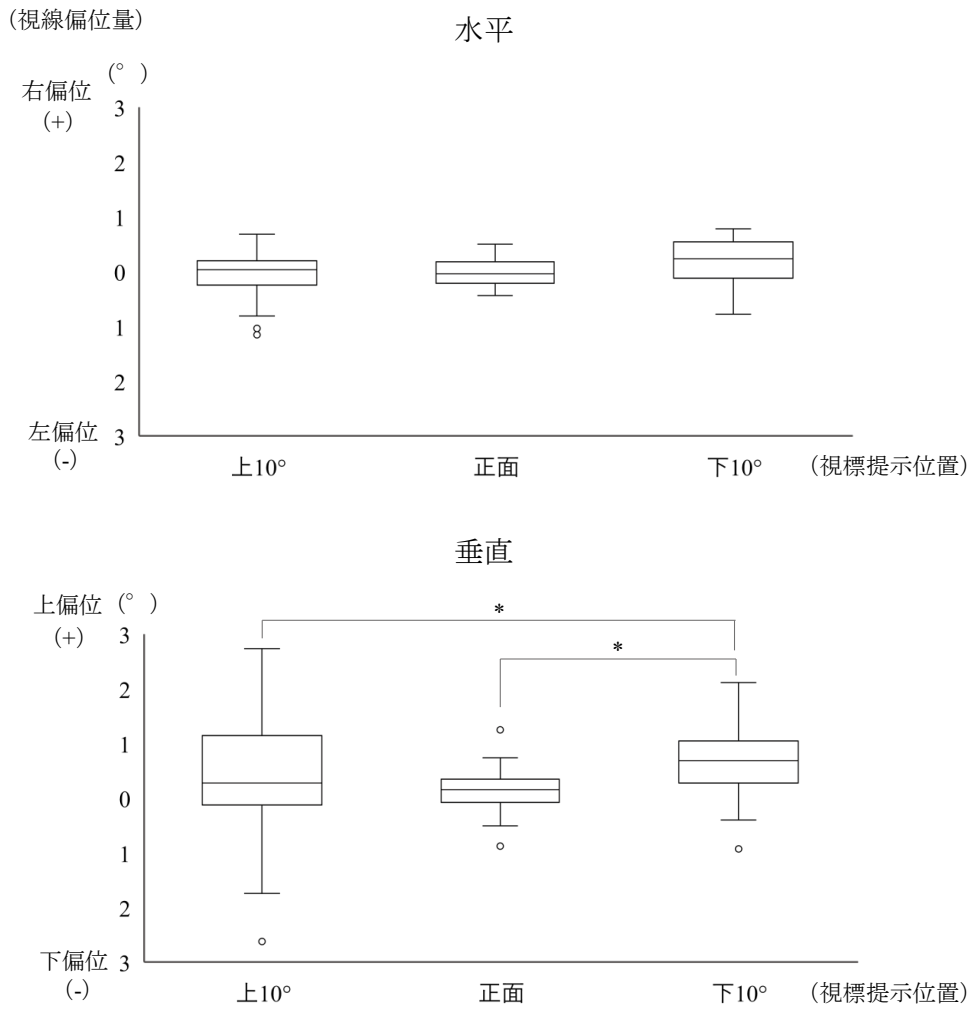 （視線偏位量）
水平
（°）
右偏位
（+）
3
2
1
0
1
2
3
左偏位
（-）
上10°
正面
下10°
（視標提示位置）
垂直
上偏位（°）
（+）
*
*
3
2
1
0
1
2
3
下偏位
（-）
上10°
正面
下10°
（視標提示位置）